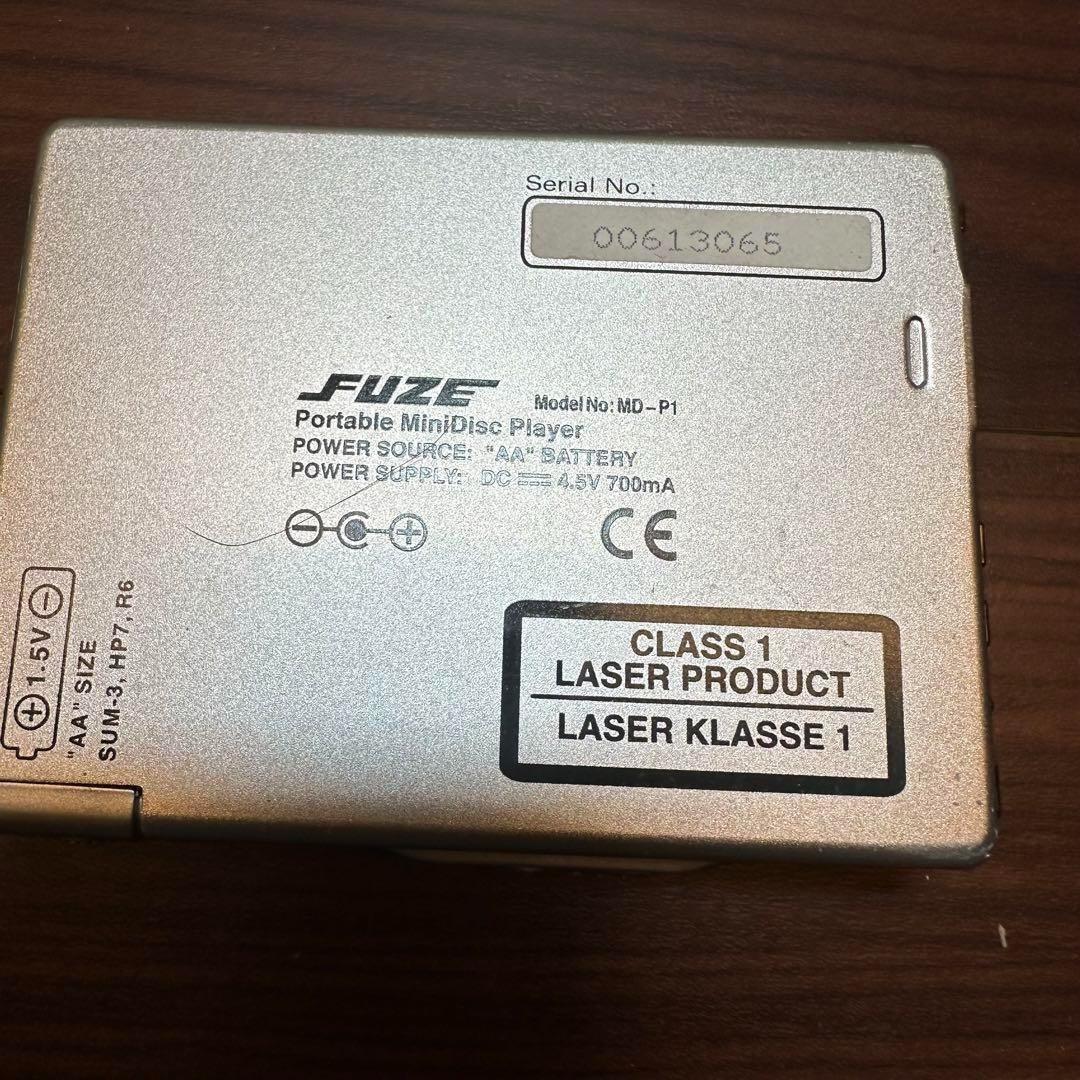 Serial No.:
00613065
FUZE
Model No: MD-P1
Portable MiniDisc Player
POWER SOURCE: "AA" BATTERY
POWER SUPPLY: DC 4.5V 700mA
CE
1.5V
"AA" SIZE
SUM-3, HP7, R6
CLASS 1
LASER PRODUCT
LASER KLASSE 1